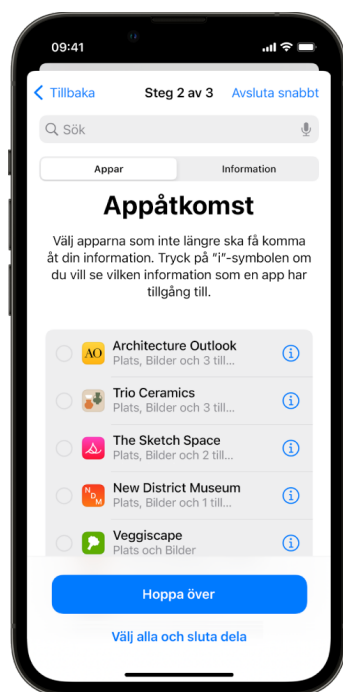 09:41
Tillbaka Steg 2 av 3 Avsluta snabbt
Sök
Appar Information
Appåtkomst
Välj apparna som inte längre ska få komma
åt din information. Tryck på "i"-symbolen om
du vill se vilken information som en app har
tillgång till.
AO Architecture Outlook
Plats, Bilder och 3 till...
Trio Ceramics
Plats, Bilder och 3 till...
The Sketch Space
Plats, Bilder och 2 till...
NDM New District Museum
Plats, Bilder och 1 till...
Veggiscape
Plats och Bilder
Hoppa över
Välj alla och sluta dela